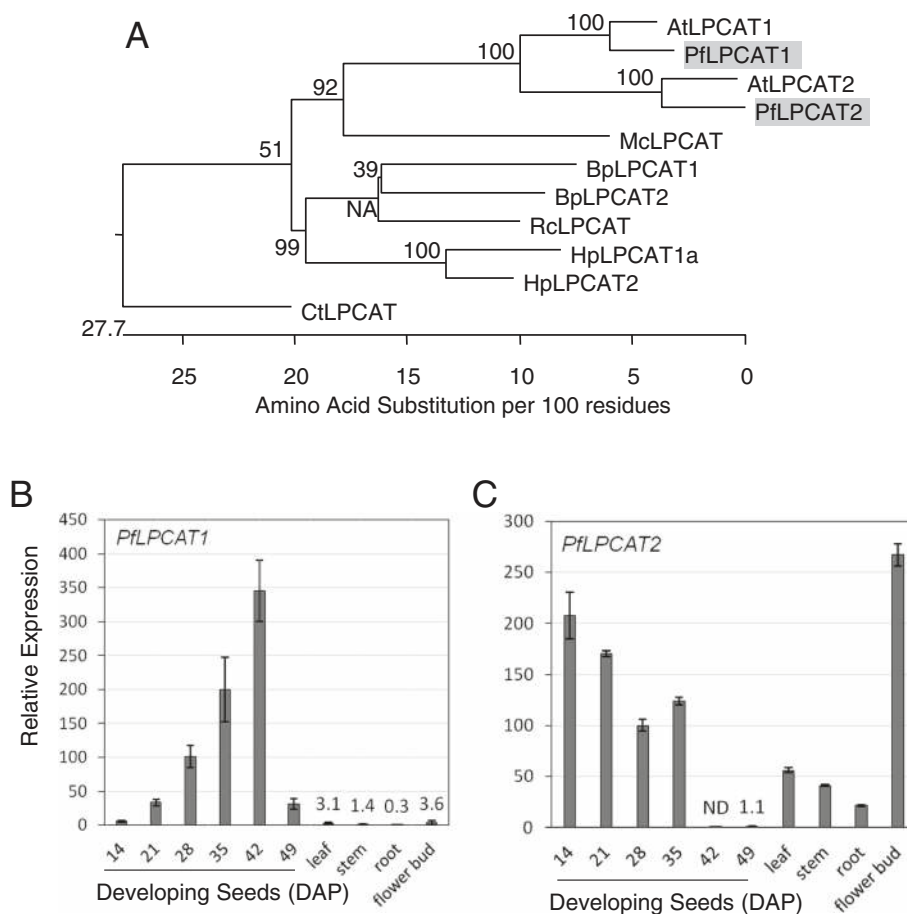 A
100
AtLPCAT1
PfLPCAT1
100
100
AtLPCAT2
PfLPCAT2
92
McLPCAT
51
39
BpLPCAT1
BpLPCAT2
NA
RcLPCAT
99
100
HpLPCAT1a
HpLPCAT2
CtLPCAT
27.7
25 20 15 10 5 0
Amino Acid Substitution per 100 residues
B
PfLPCAT1
Relative Expression
450
400
350
300
250
200
150
100
50
0
3.1 1.4 0.3 3.6
14 21 28 35 42 49 leaf stem root flower bud
Developing Seeds (DAP)
C
PfLPCAT2
300
250
200
150
100
50
0
ND 1.1
14 21 28 35 42 49 leaf stem root flower bud
Developing Seeds (DAP)